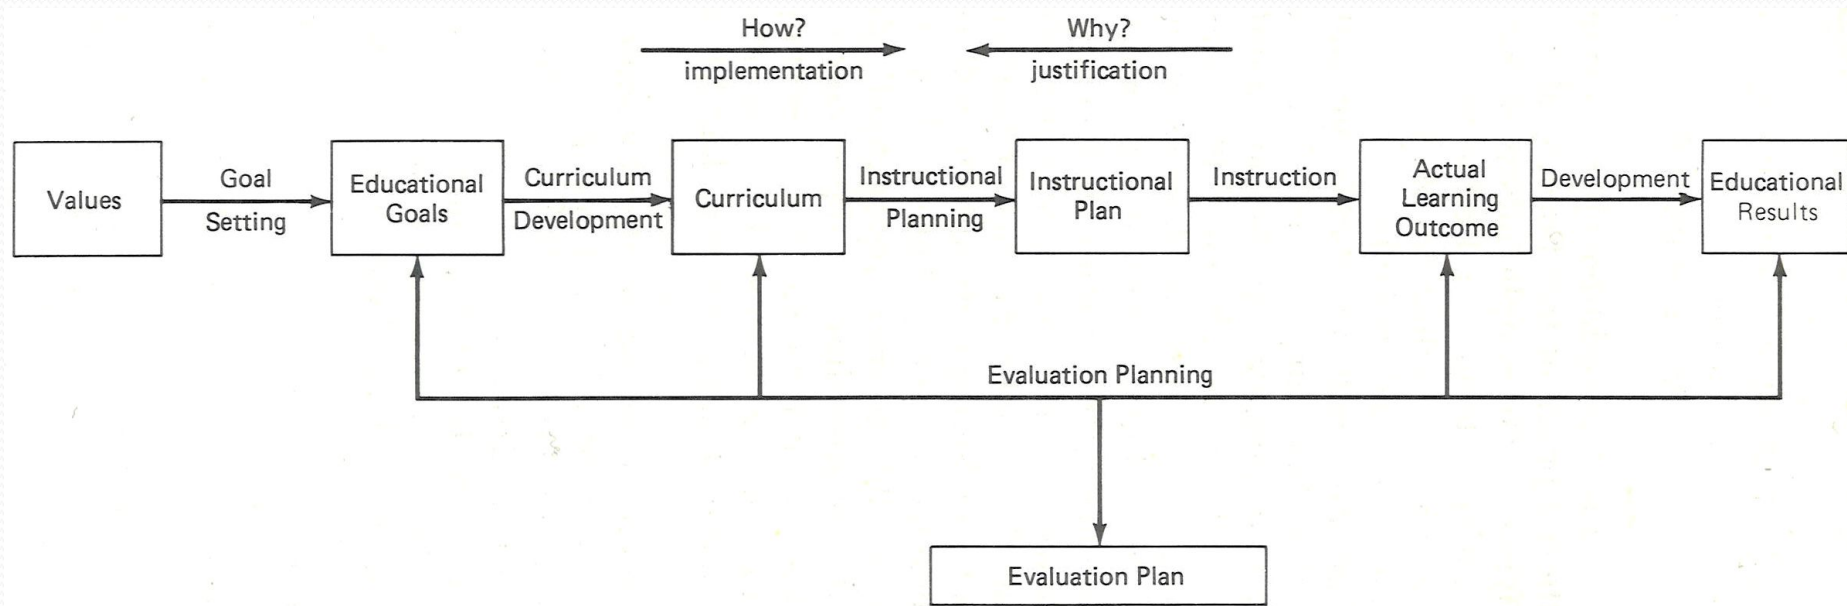 How?
implementation
Why?
justification
Values
Goal
Setting
Educational
Goals
Curriculum
Development
Curriculum
Instructional
Planning
Instructional
Plan
Instruction
Actual
Learning
Outcome
Development
Educational
Results
Evaluation Planning
Evaluation Plan